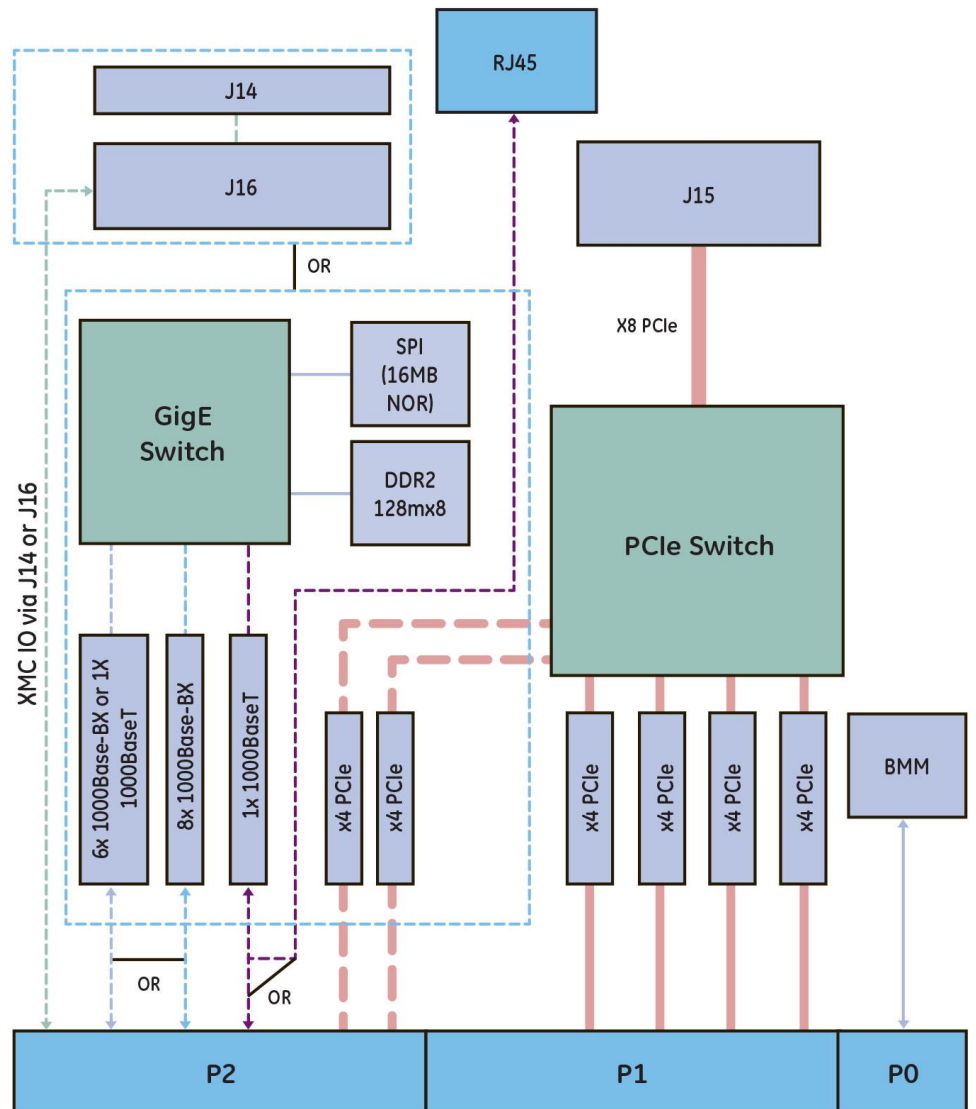 RJ45
J14
J16
J15
OR
X8 PCIe
SPI
(16MB
NOR)
GigE
Switch
DDR2
128mx8
PCIe Switch
XMC IO via J14 or J16
6x 1000Base-BX or 1X
1000BaseT
8x 1000Base-BX
1x 1000BaseT
x4 PCIe
x4 PCIe
x4 PCIe
x4 PCIe
x4 PCIe
x4 PCIe
BMM
OR
OR
P2
P1
P0